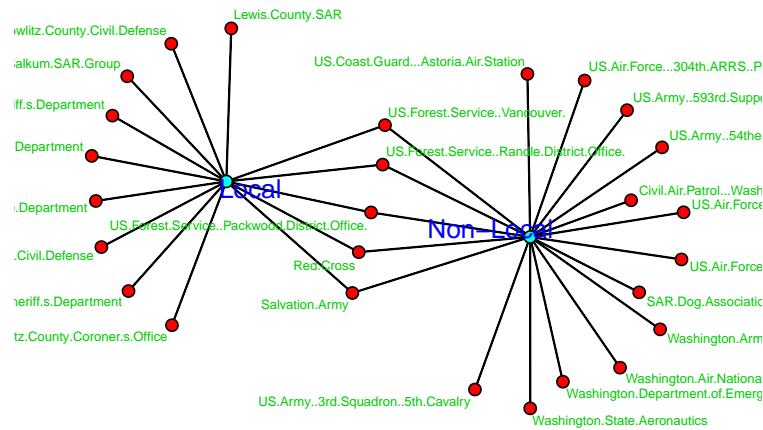 Lewis.County.SAR
wlitz.County.Civil.Defense
alkum.SAR.Group
US.Coast.Guard...Astoria.Air.Station
US.Air.Force...304th.ARRS..P
iff.s.Department
US.Army..593rd.Suppo
US.Forest.Service..Vancouver.
Department
US.Army..54the
US.Forest.Service..Randle.District.Office.
Local
Civil.Air.Patrol...Wash
.Department
US.Air.Force
US.Forest.Service..Packwood.District.Office.
Non-Local
.Civil.Defense
Red.Cross
US.Air.Force
eriff.s.Department
Salvation.Army
SAR.Dog.Associatio
tz.County.Coroner.s.Office
Washington.Arm
Washington.Air.Nationa
US.Army..3rd.Squadron..5th.Cavalry
Washington.Department.of.Emerg
Washington.State.Aeronautics